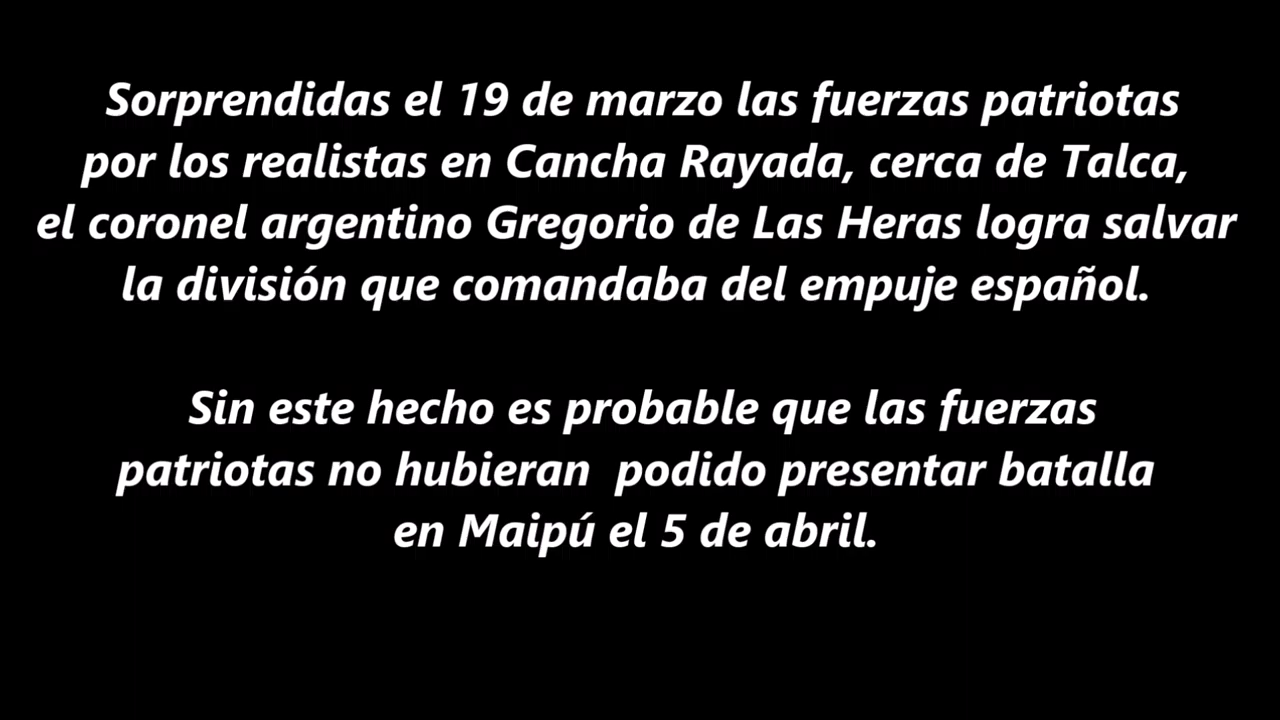 Sorprendidas el 19 de marzo las fuerzas patriotas
por los realistas en Cancha Rayada, cerca de Talca,
el coronel argentino Gregorio de Las Heras logra salvar
la división que comandaba del empuje español.
Sin este hecho es probable que las fuerzas
patriotas no hubieran podido presentar batalla
en Maipú el 5 de abril.